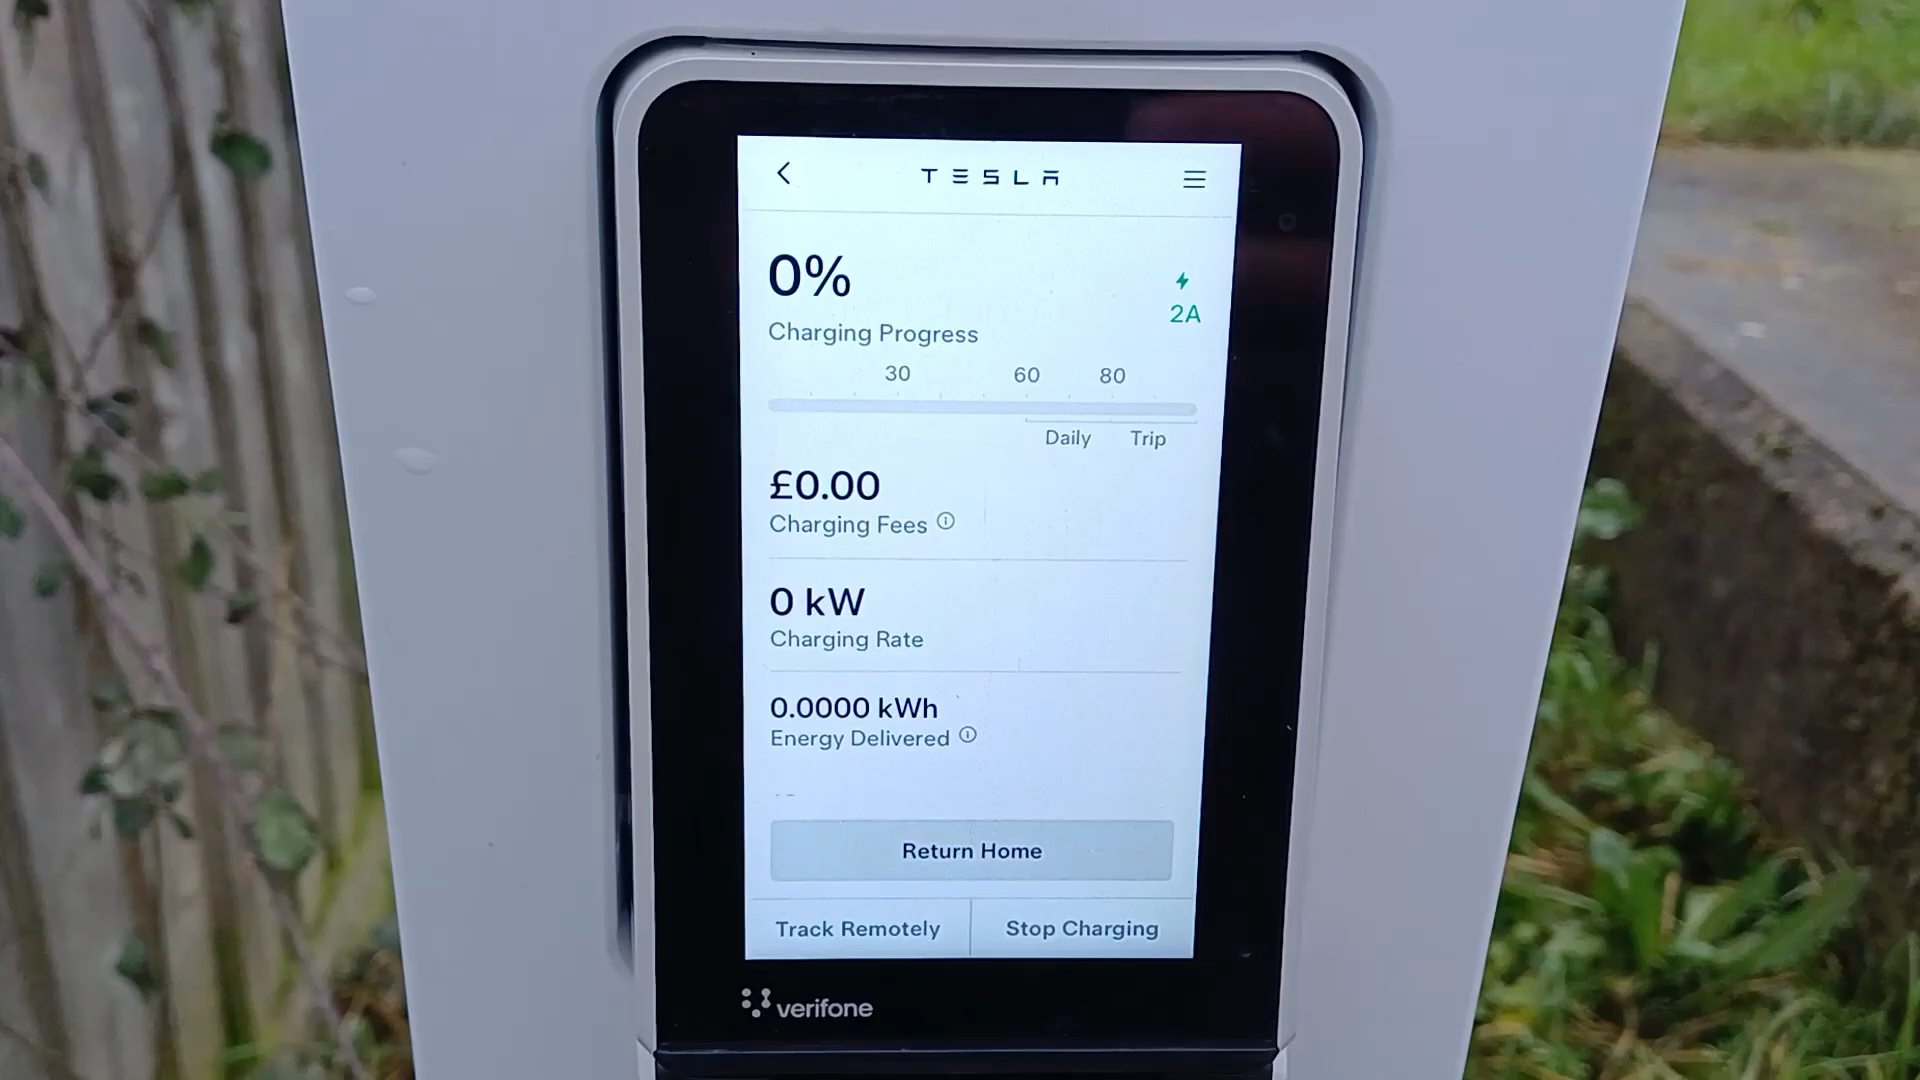 TESLA
0%
2A
Charging Progress
30 60 80
Daily Trip
£0.00
Charging Fees
0 kW
Charging Rate
0.0000 kWh
Energy Delivered
--
Return Home
Track Remotely Stop Charging
verifone